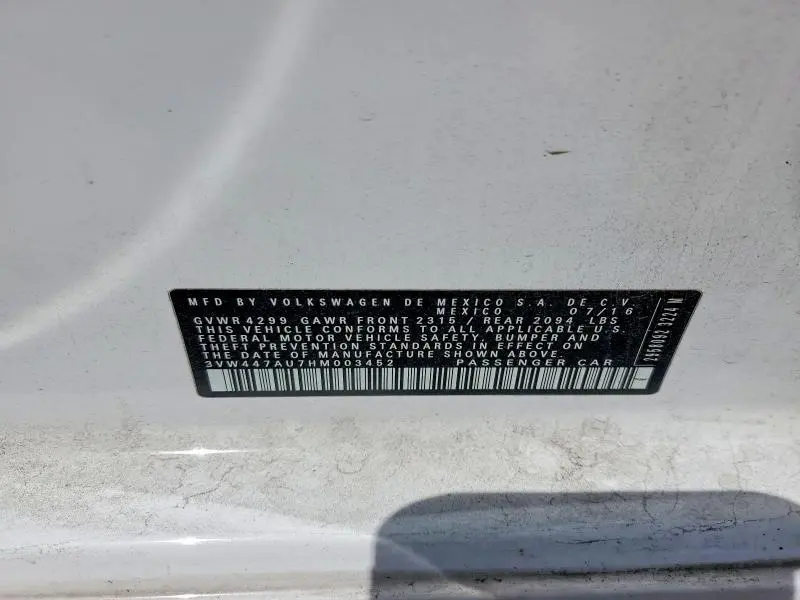 MFD BY VOLKSWAGEN DE MEXICO S.A. DE C.V.
MEXICO 07/16
GVWR 4299 GAWR FRONT 2315 / REAR 2094 LBS
THIS VEHICLE CONFORMS TO ALL APPLICABLE U.S.
FEDERAL MOTOR VEHICLE SAFETY, BUMPER AND
THEFT PREVENTION STANDARDS IN EFFECT ON
THE DATE OF MANUFACTURE SHOWN ABOVE.
3VW447AU7HM003452 PASSENGER CAR
2958092 3224 M